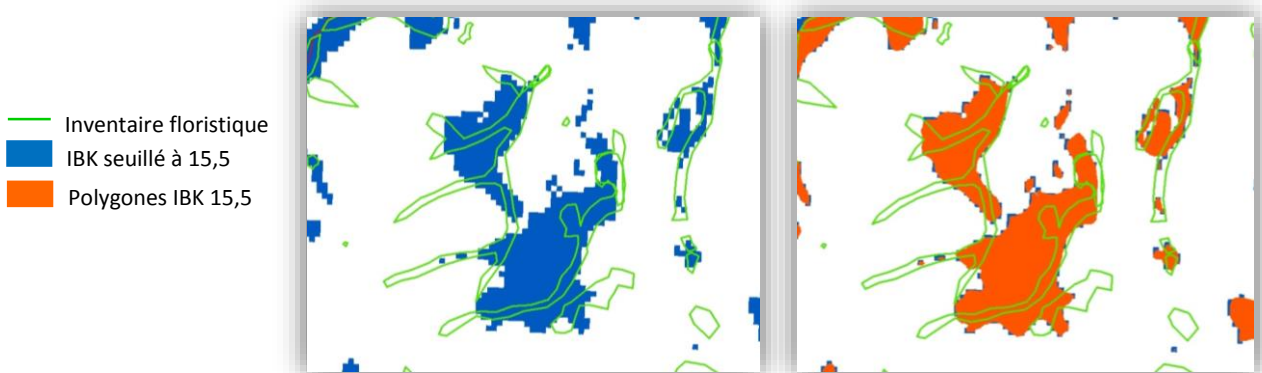 Inventaire floristique
IBK seuillé à 15,5
Polygones IBK 15,5